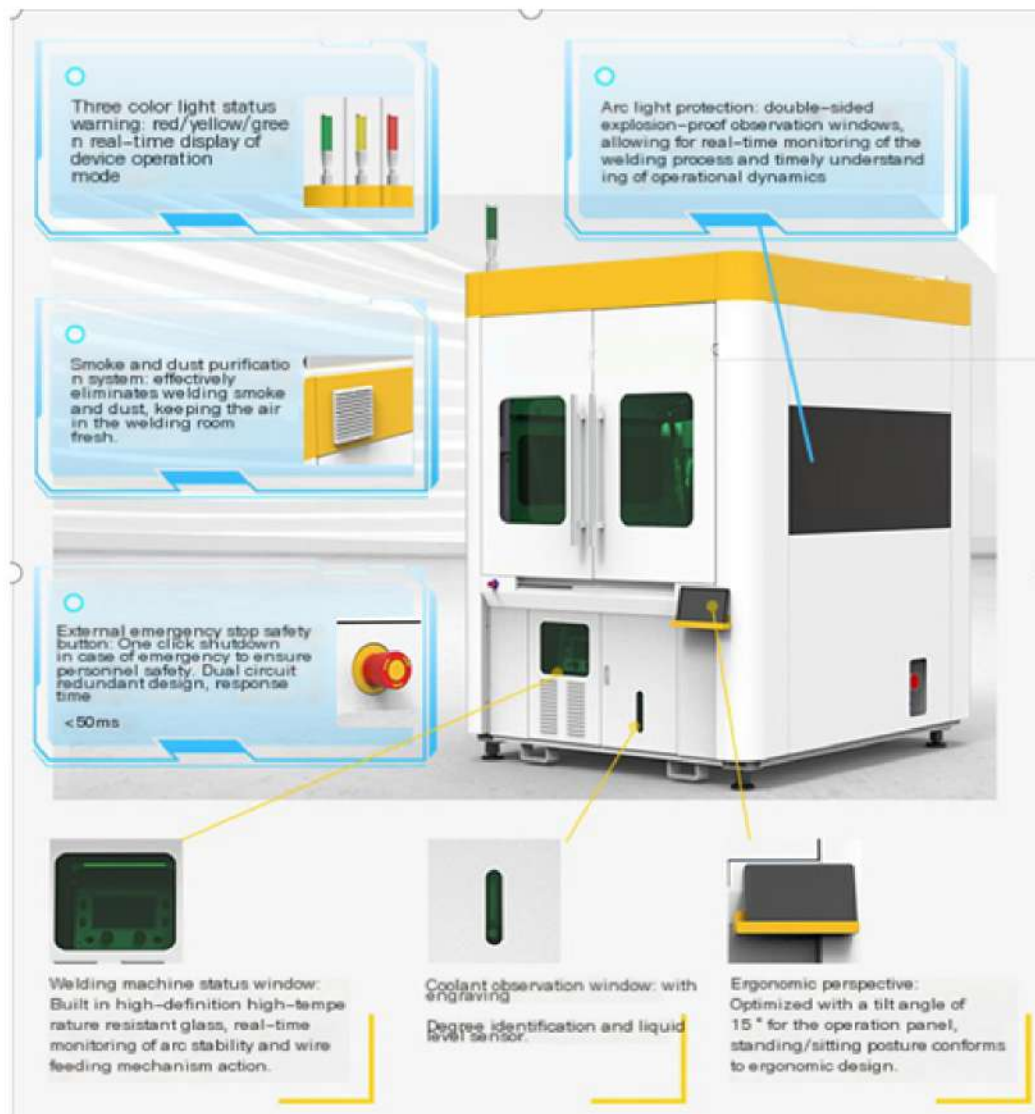 Three color light status
warning: red/yellow/gree
n real-time display of
device operation
mode
Arc light protection: double-sided
explosion-proof observation windows,
allowing for real-time monitoring of the
welding process and timely understand
ing of operational dynamics
Smoke and dust purificatio
n system: effectively
eliminates welding smoke
and dust, keeping the air
in the welding room
fresh.
External emergency stop safety
button: One click shutdown
in case of emergency to ensure
personnel safety. Dual circuit
redundant design, response
time
<50ms
Welding machine status window:
Built in high-definition high-tempe
rature resistant glass, real-time
monitoring of arc stability and wire
feeding mechanism action.
Coolant observation window: with
engraving
Degree identification and liquid
level sensor.
Ergonomic perspective:
Optimized with a tilt angle of
15° for the operation panel,
standing/sitting posture conforms
to ergonomic design.